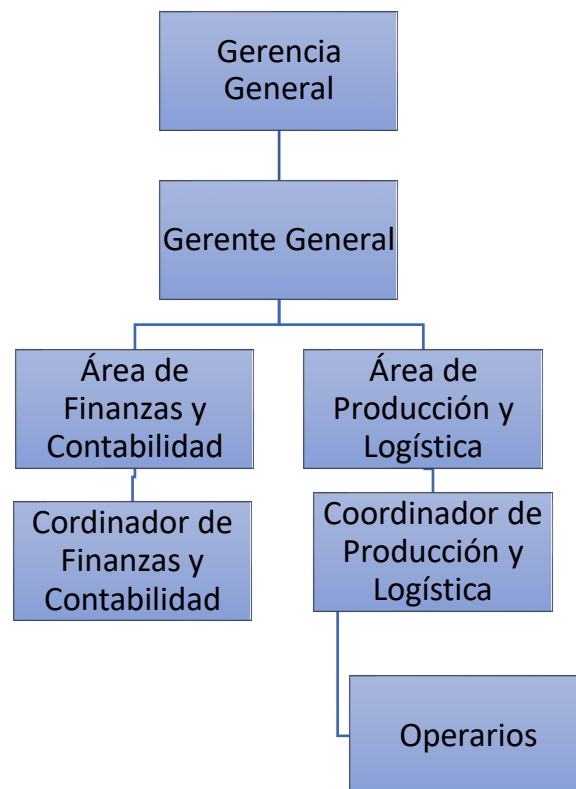 Gerencia
General
Gerente General
Área de
Finanzas y
Contabilidad
Área de
Producción y
Logística
Cordinador de
Finanzas y
Contabilidad
Coordinador de
Producción y
Logística
Operarios